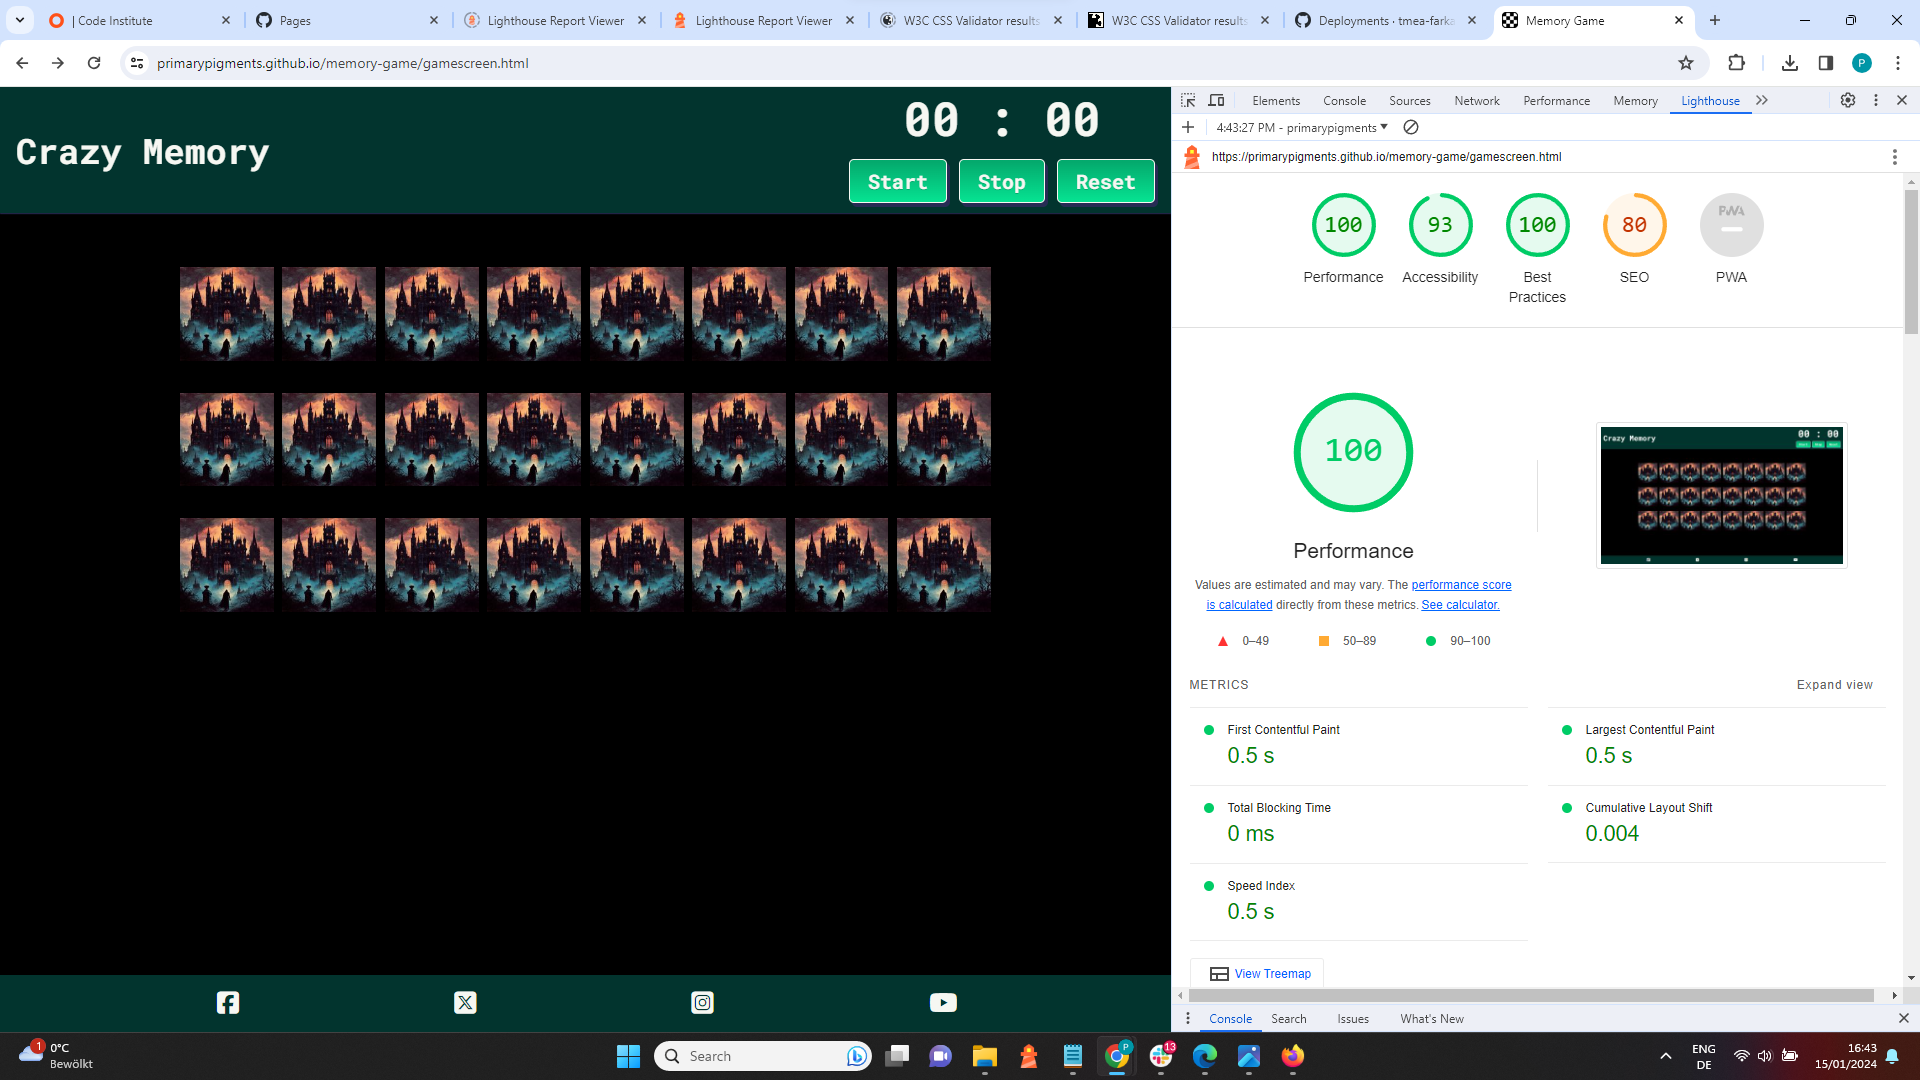 | Code Institute
Pages
Lighthouse Report Viewer
Lighthouse Report Viewer
W3C CSS Validator results
W3C CSS Validator results
Deployments · tmea-farka
Memory Game
primarypigments.github.io/memory-game/gamescreen.html
P
Crazy Memory
00 : 00
Start
Stop
Reset
Elements
Console
Sources
Network
Performance
Memory
Lighthouse
4:43:27 PM - primarypigments
https://primarypigments.github.io/memory-game/gamescreen.html
100
93
100
80
PWA
Performance
Accessibility
Best
Practices
SEO
PWA
100
Performance
Values are estimated and may vary. The performance score
is calculated directly from these metrics. See calculator.
0–49
50–89
90–100
Crazy Memory
00 : 00
METRICS
Expand view
First Contentful Paint
0.5 s
Largest Contentful Paint
0.5 s
Total Blocking Time
0 ms
Cumulative Layout Shift
0.004
Speed Index
0.5 s
View Treemap
Console
Search
Issues
What's New
1
0°C
Bewölkt
Search
P
13
ENG
DE
16:43
15/01/2024